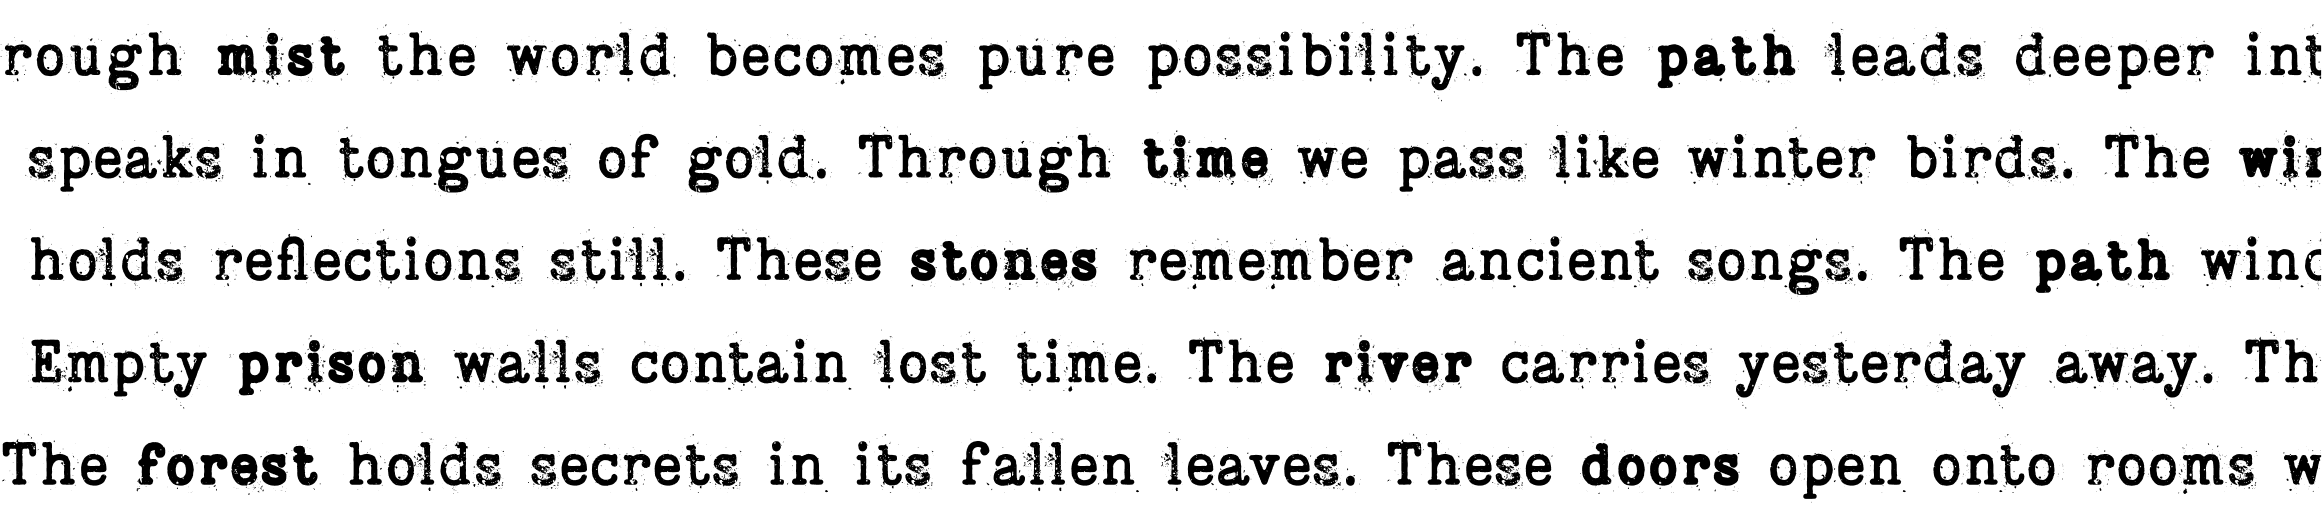 rough mist the world becomes pure possibility. The path leads deeper int
speaks in tongues of gold. Through time we pass like winter birds. The
holds reflections still. These stones remember ancient songs. The path
Empty prison walls contain lost time. The river carries yesterday away. Th
The forest holds secrets in its fallen leaves. These doors open onto rooms w